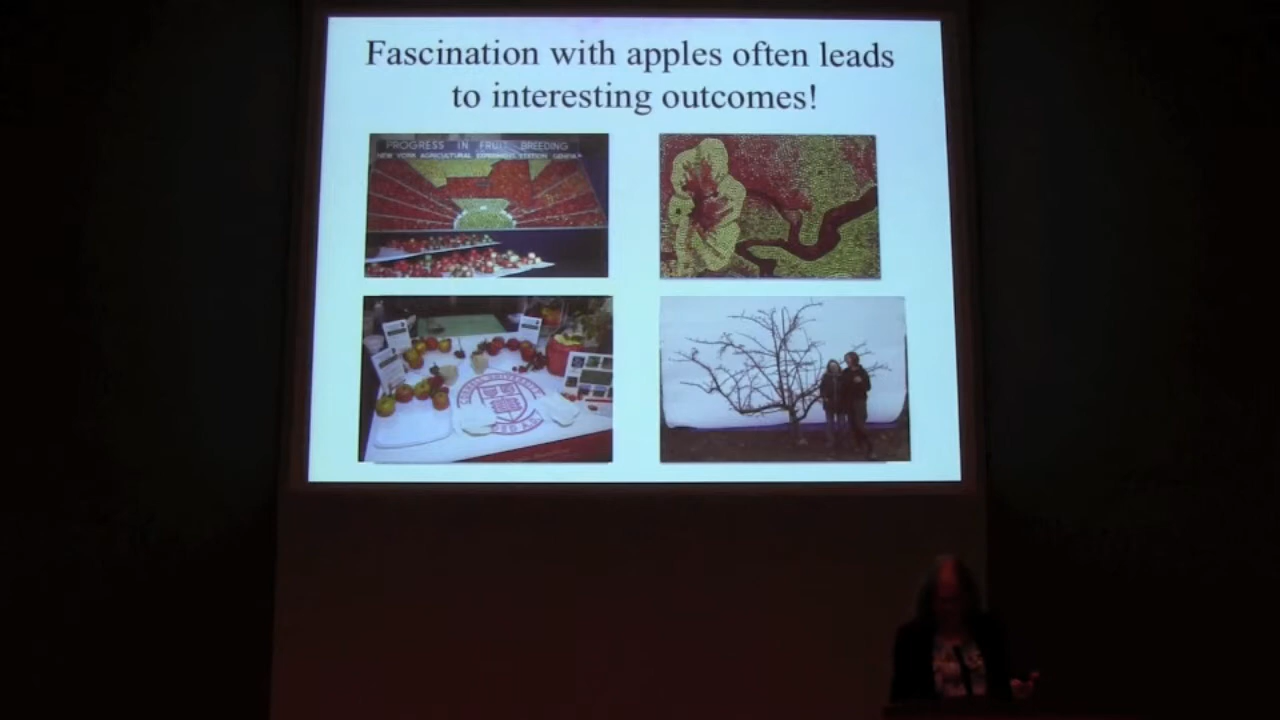 Fascination with apples often leads
to interesting outcomes!
PROGRESS IN FRUIT BREEDING
NEW YORK AGRICULTURAL EXPERIMENT STATION GENEVA